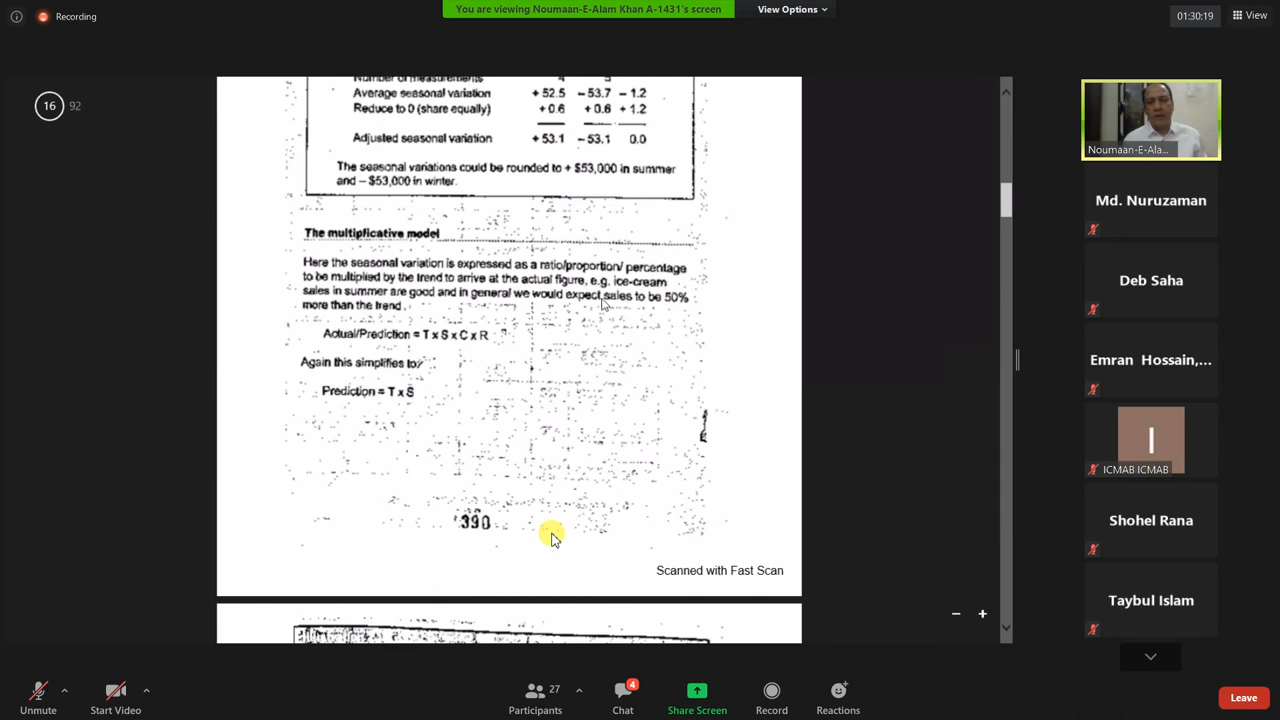 Recording
You are viewing Noumaan-E-Alam Khan A-1431's screen
View Options
01:30:19
View
16
92
Number of measurements 4 5
Average seasonal variation + 52.5 − 53.7 − 1.2
Reduce to 0 (share equally) + 0.6 + 0.6 + 1.2
Adjusted seasonal variation + 53.1 − 53.1 0.0
The seasonal variations could be rounded to + $53,000 in summer
and − $53,000 in winter.
The multiplicative model
Here the seasonal variation is expressed as a ratio/proportion/ percentage
to be multiplied by the trend to arrive at the actual figure, e.g. ice-cream
sales in summer are good and in general we would expect sales to be 50%
more than the trend.
Actual/Prediction = T x S x C x R
Again this simplifies to:
Prediction = T x S
390
Scanned with Fast Scan
Noumaan-E-Ala...
Md. Nuruzaman
Deb Saha
Emran Hossain,...
I
ICMAB ICMAB
Shohel Rana
Taybul Islam
Unmute
Start Video
27
Participants
4
Chat
Share Screen
Record
Reactions
Leave